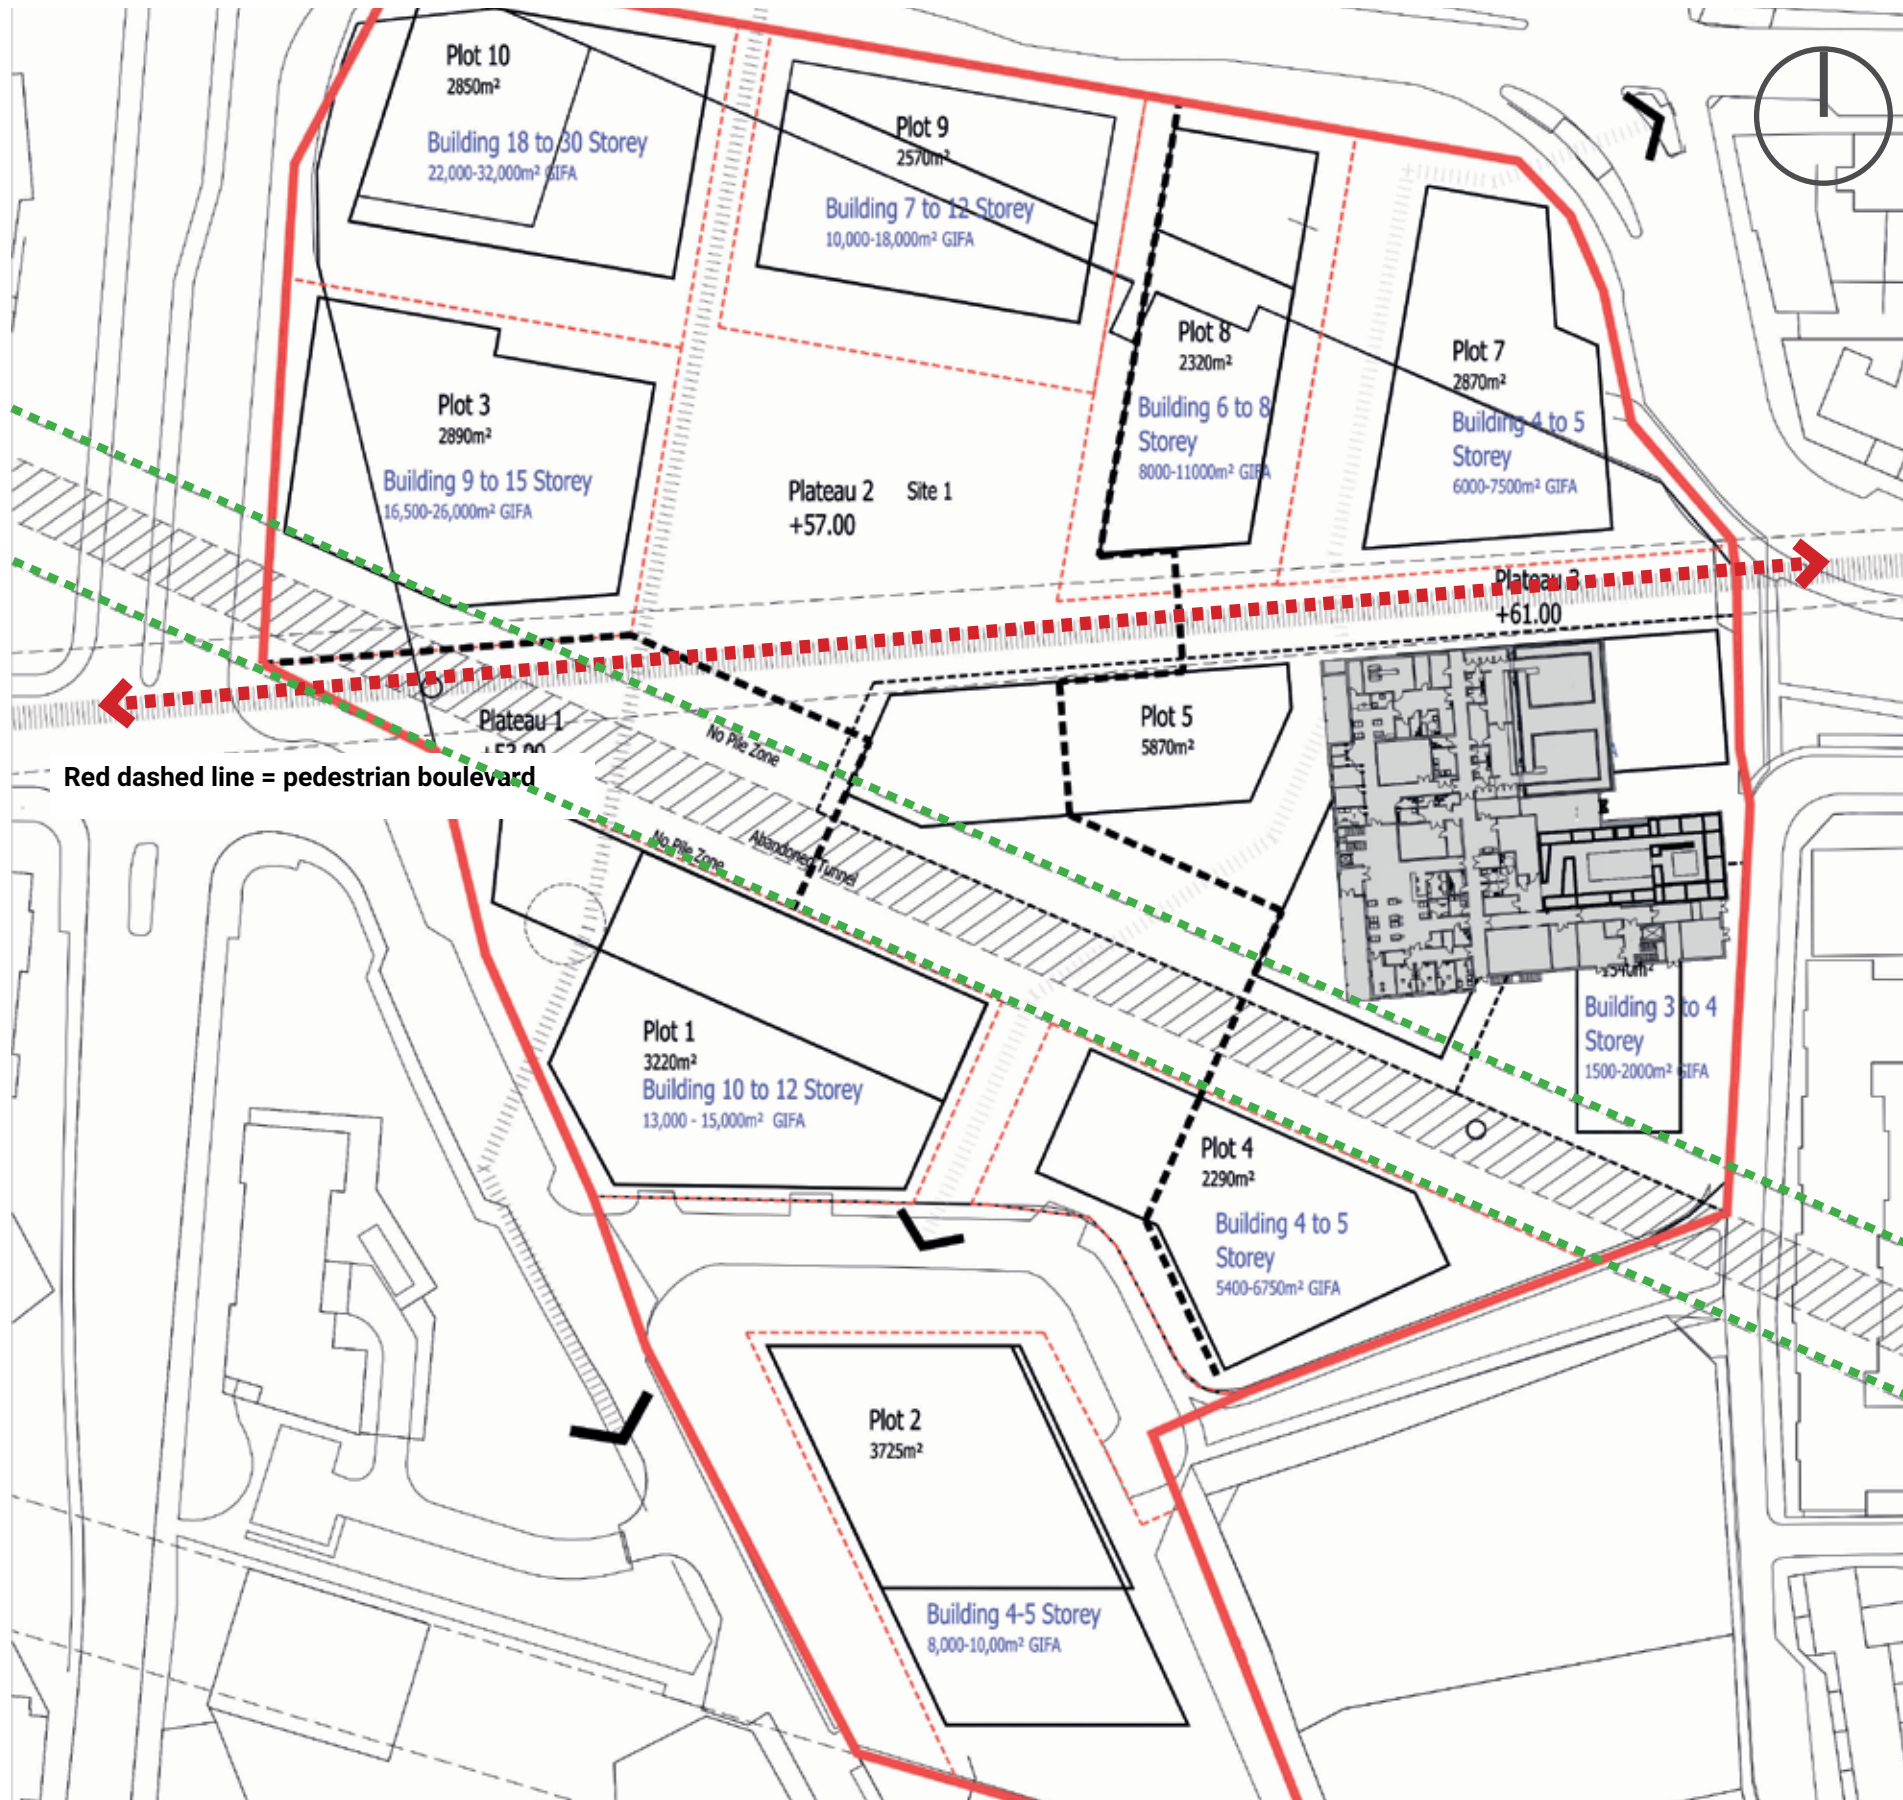 Plot 10
2850m²
Building 18 to 30 Storey
22,000-32,000m² GIFA
Plot 9
2570m²
Building 7 to 12 Storey
10,000-18,000m² GIFA
Plot 8
2320m²
Building 6 to 8
Storey
8000-11000m² GIFA
Plot 7
2870m²
Building 4 to 5
Storey
6000-7500m² GIFA
Plot 3
2890m²
Building 9 to 15 Storey
16,500-26,000m² GIFA
Plateau 2 Site 1
+57.00
Plateau 3
+61.00
Plateau 1
+53.00
Red dashed line = pedestrian boulevard
No Pile Zone
No Pile Zone
Abandoned Tunnel
Plot 5
5870m²
Building 3 to 4
Storey
1500-2000m² GIFA
Plot 1
3220m²
Building 10 to 12 Storey
13,000 - 15,000m² GIFA
Plot 4
2290m²
Building 4 to 5
Storey
5400-6750m² GIFA
Plot 2
3725m²
Building 4-5 Storey
8,000-10,00m² GIFA